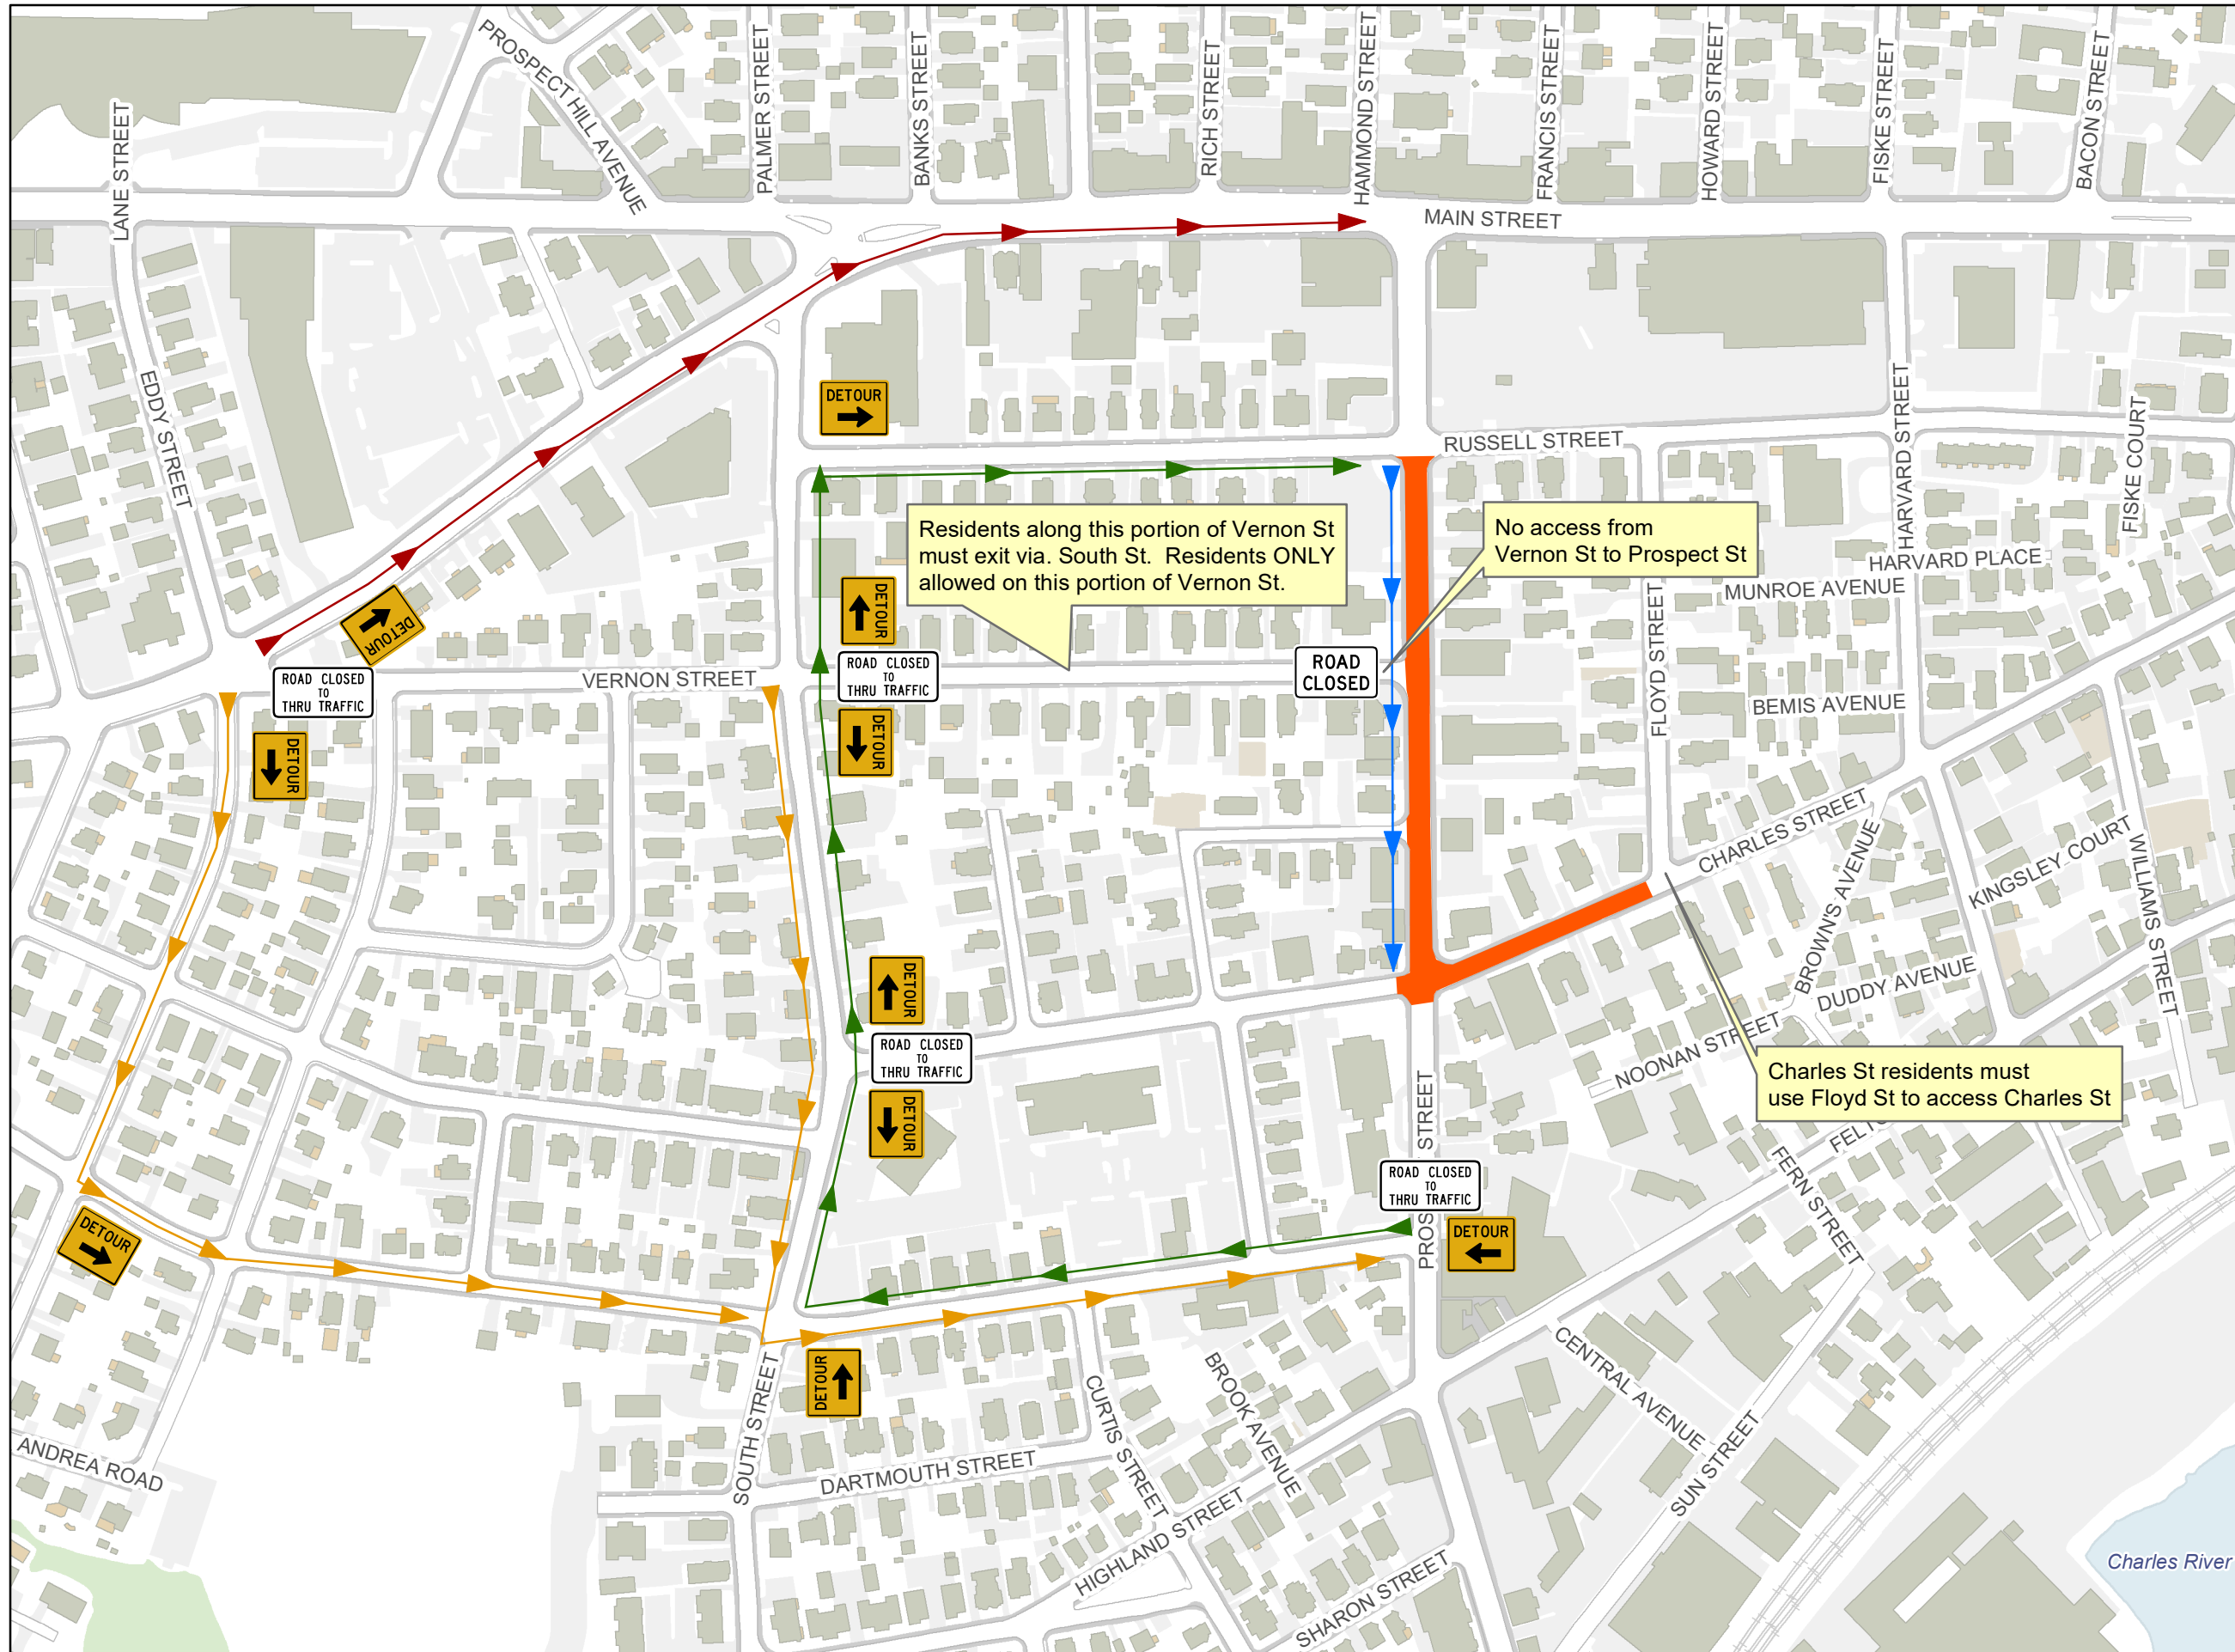 PROSPECT HILL AVENUE
PALMER STREET
BANKS STREET
RICH STREET
HAMMOND STREET
FRANCIS STREET
HOWARD STREET
FISKE STREET
BACON STREET
LANE STREET
MAIN STREET
EDDY STREET
DETOUR
RUSSELL STREET
HARVARD STREET
FISKE COURT
Residents along this portion of Vernon St
must exit via. South St. Residents ONLY
allowed on this portion of Vernon St.
No access from
Vernon St to Prospect St
HARVARD PLACE
MUNROE AVENUE
DETOUR
DETOUR
FLOYD STREET
ROAD CLOSED
TO
THRU TRAFFIC
VERNON STREET
ROAD CLOSED
TO
THRU TRAFFIC
ROAD
CLOSED
BEMIS AVENUE
DETOUR
DETOUR
CHARLES STREET
BROWN'S AVENUE
KINGSLEY COURT
WILLIAMS STREET
DETOUR
DUDDY AVENUE
NOONAN STREET
ROAD CLOSED
TO
THRU TRAFFIC
Charles St residents must
use Floyd St to access Charles St
DETOUR
STREET
FERN STREET
ROAD CLOSED
TO
THRU TRAFFIC
DETOUR
DETOUR
DETOUR
SOUTH STREET
CURTIS STREET
BROOK AVENUE
CENTRAL AVENUE
SUN STREET
ANDREA ROAD
DARTMOUTH STREET
HIGHLAND STREET
SHARON STREET
Charles River